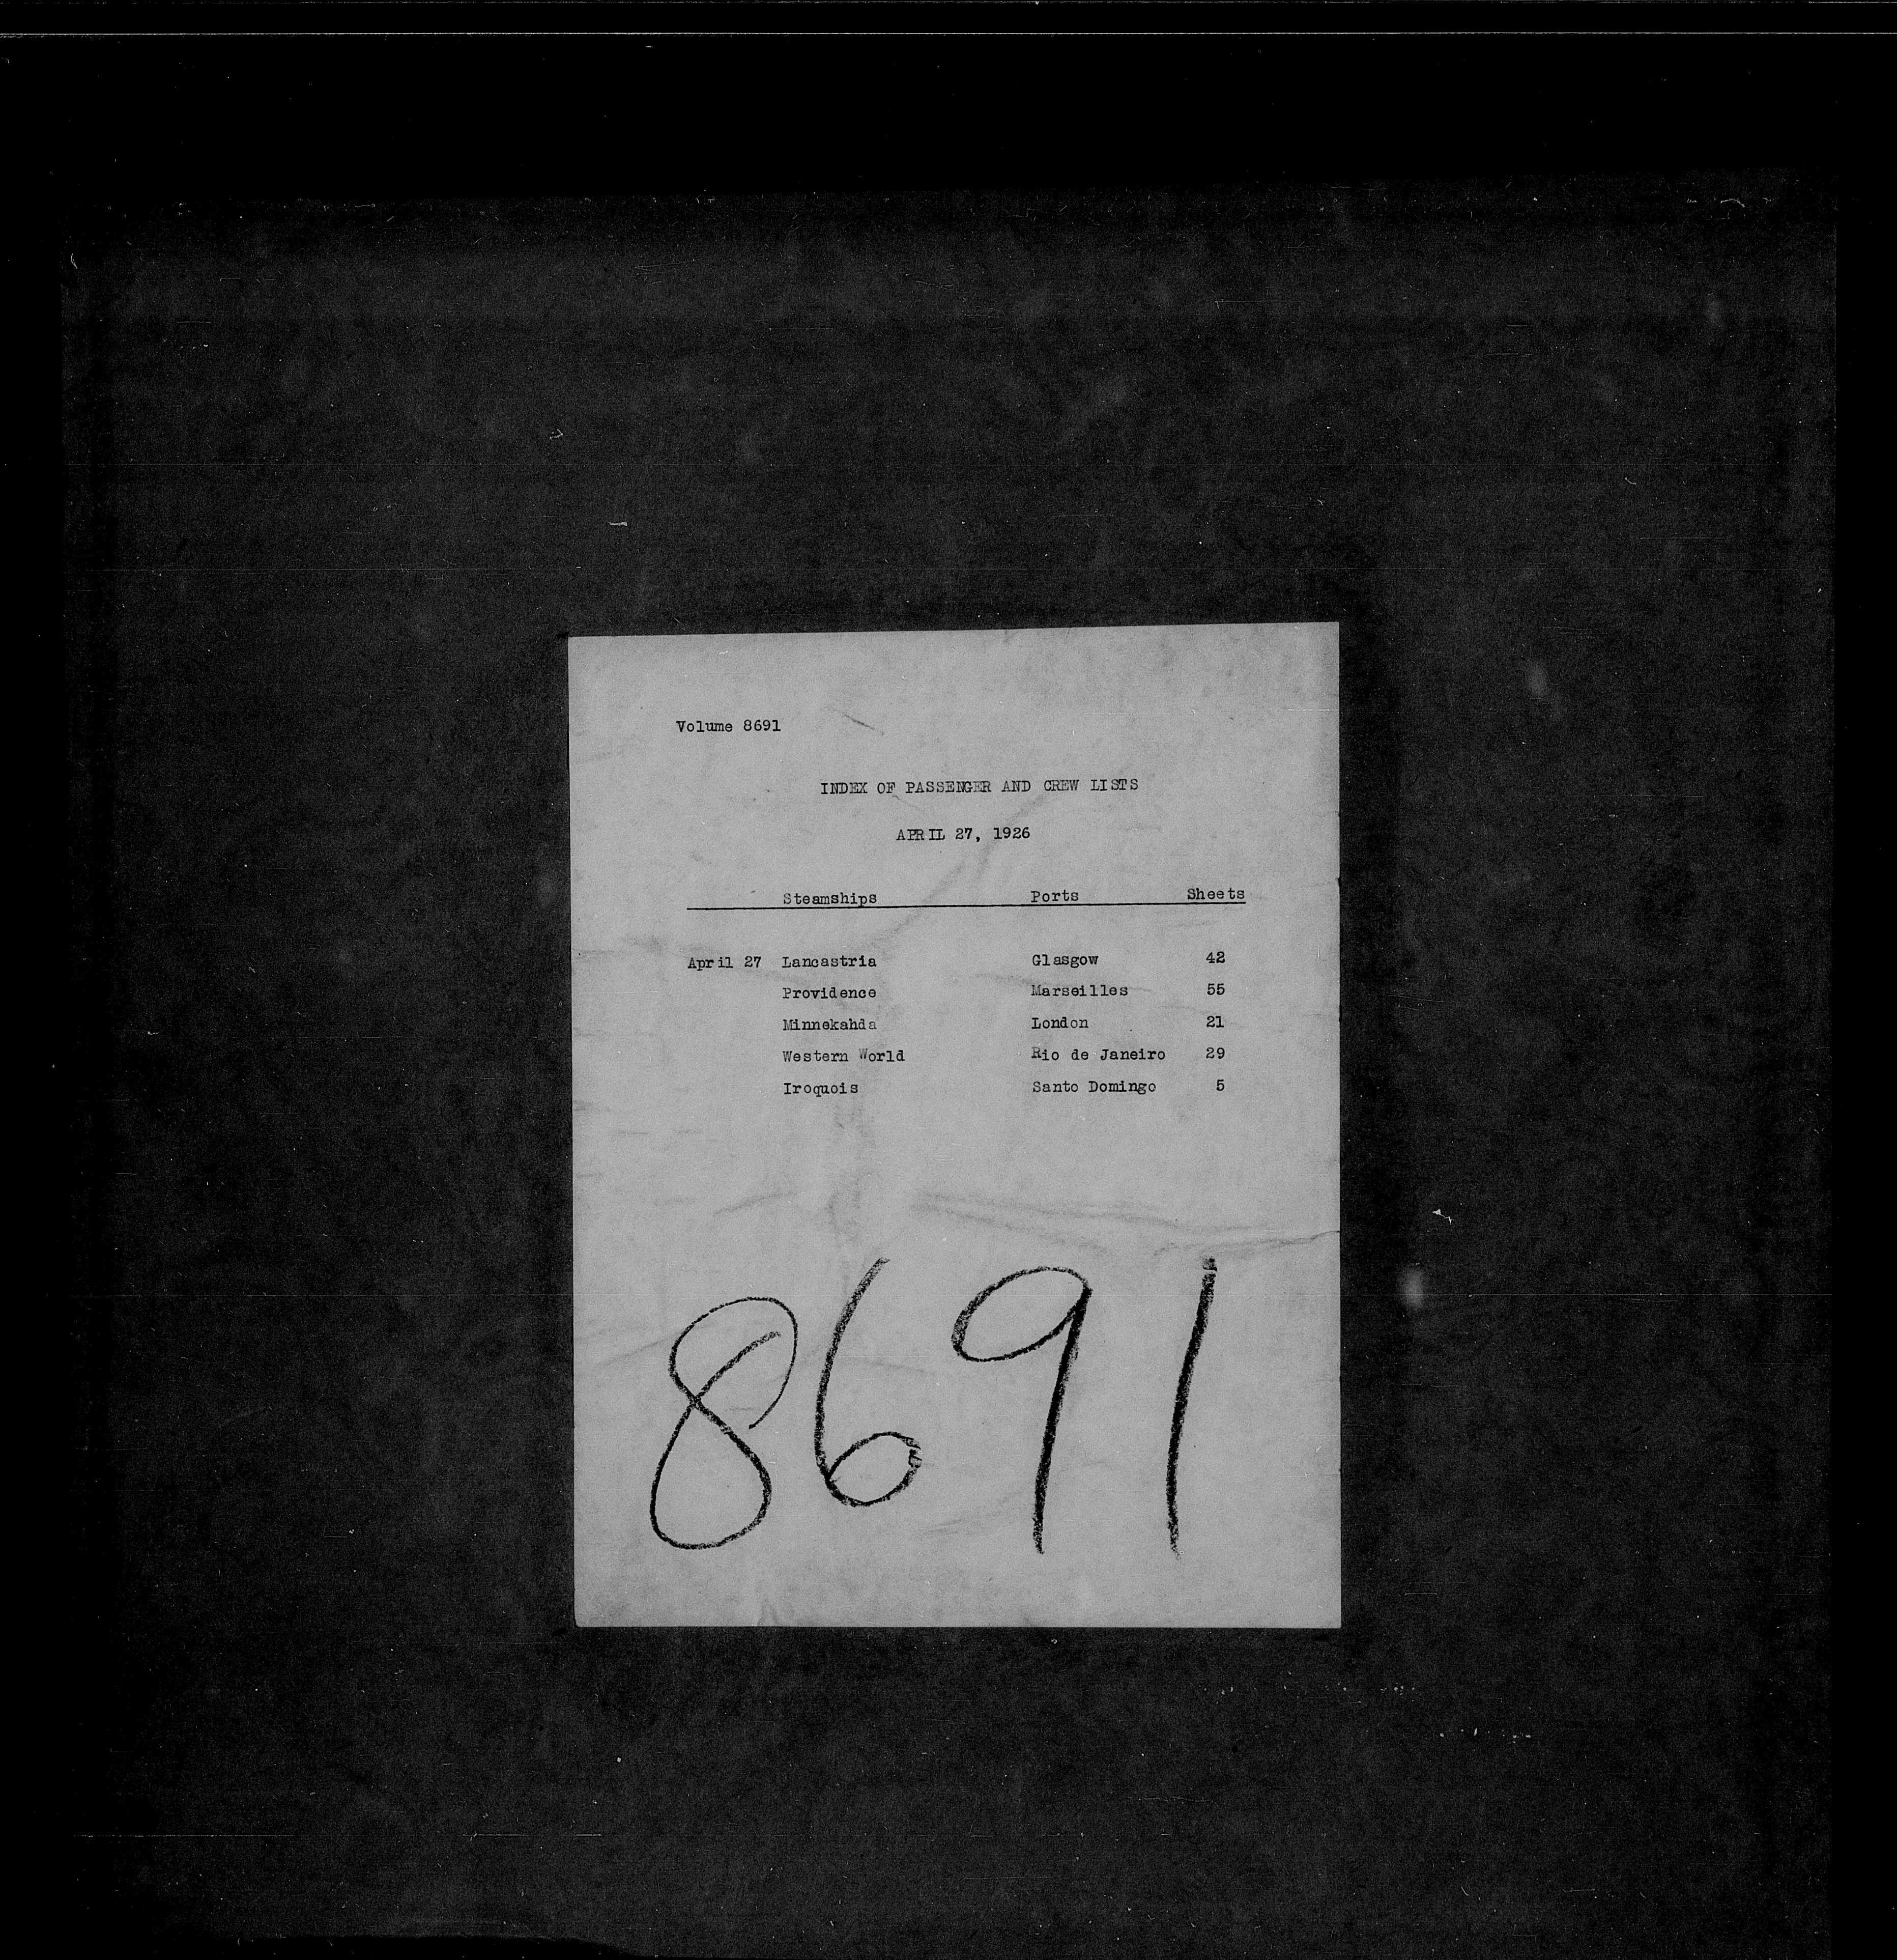 Volume 8691
INDEX OF PASSENGER AND CREW LISTS
APRIL 27, 1926
Steamships Ports Sheets
April 27 Lancastria Glasgow 42
Providence Marseilles 55
Minnekahda London 21
Western World Rio de Janeiro 29
Iroquois Santo Domingo 5
8691